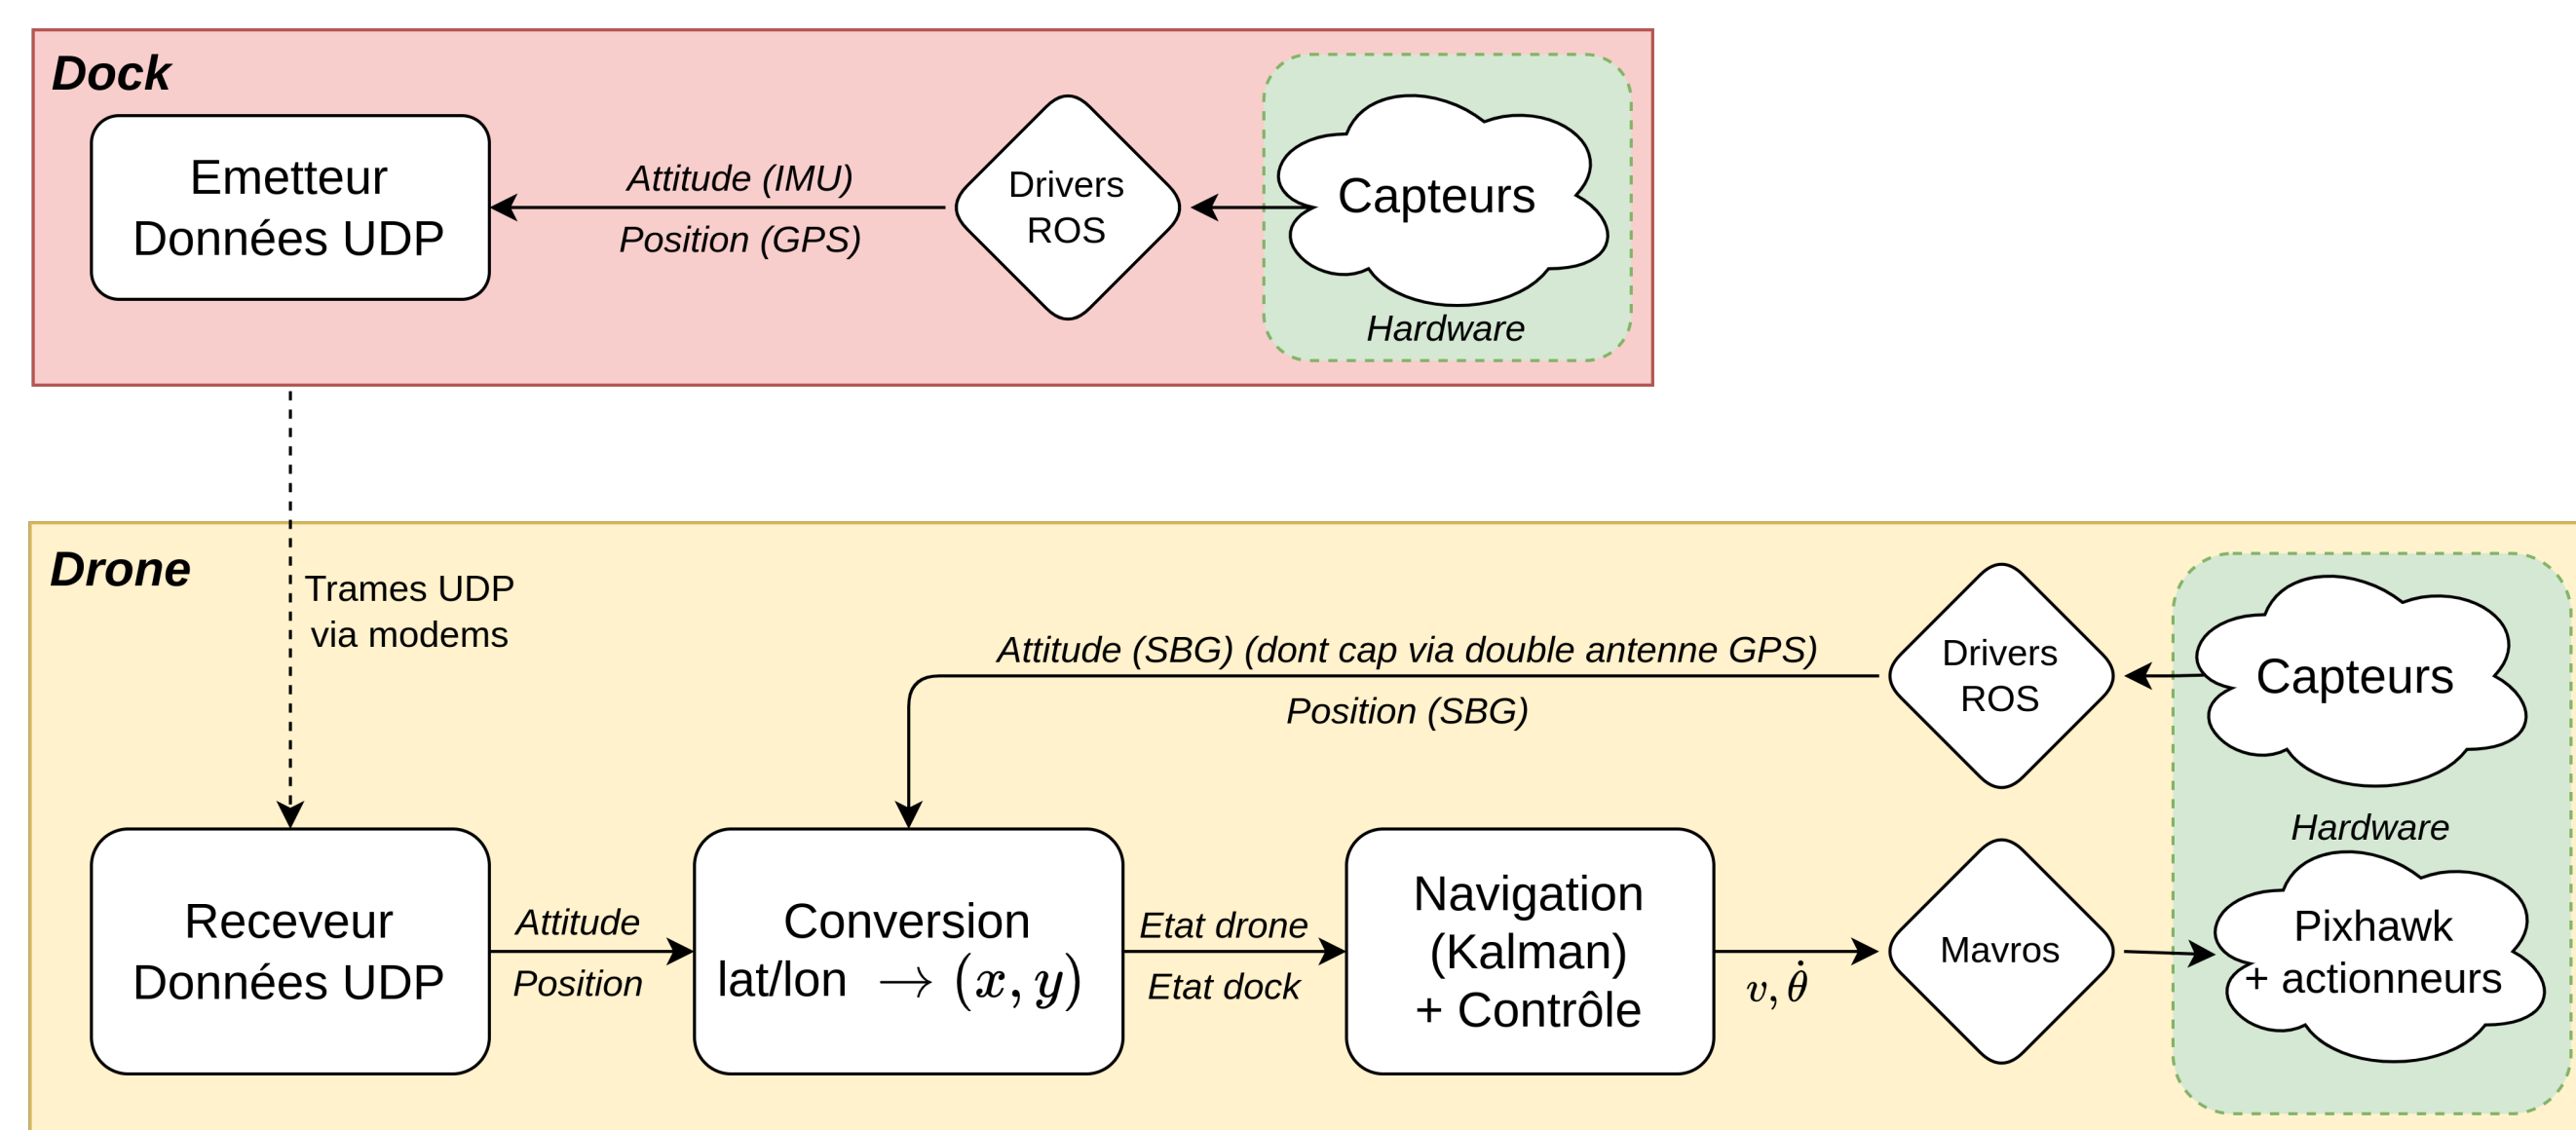 Dock
Emetteur
Données UDP
Attitude (IMU)
Position (GPS)
Drivers
ROS
Capteurs
Hardware
Drone
Trames UDP
via modems
Attitude (SBG) (dont cap via double antenne GPS)
Position (SBG)
Drivers
ROS
Capteurs
Hardware
Receveur
Données UDP
Attitude
Position
Conversion
lat/lon → (x, y)
Etat drone
Etat dock
Navigation
(Kalman)
+ Contrôle
v, θ̇
Mavros
Pixhawk
+ actionneurs